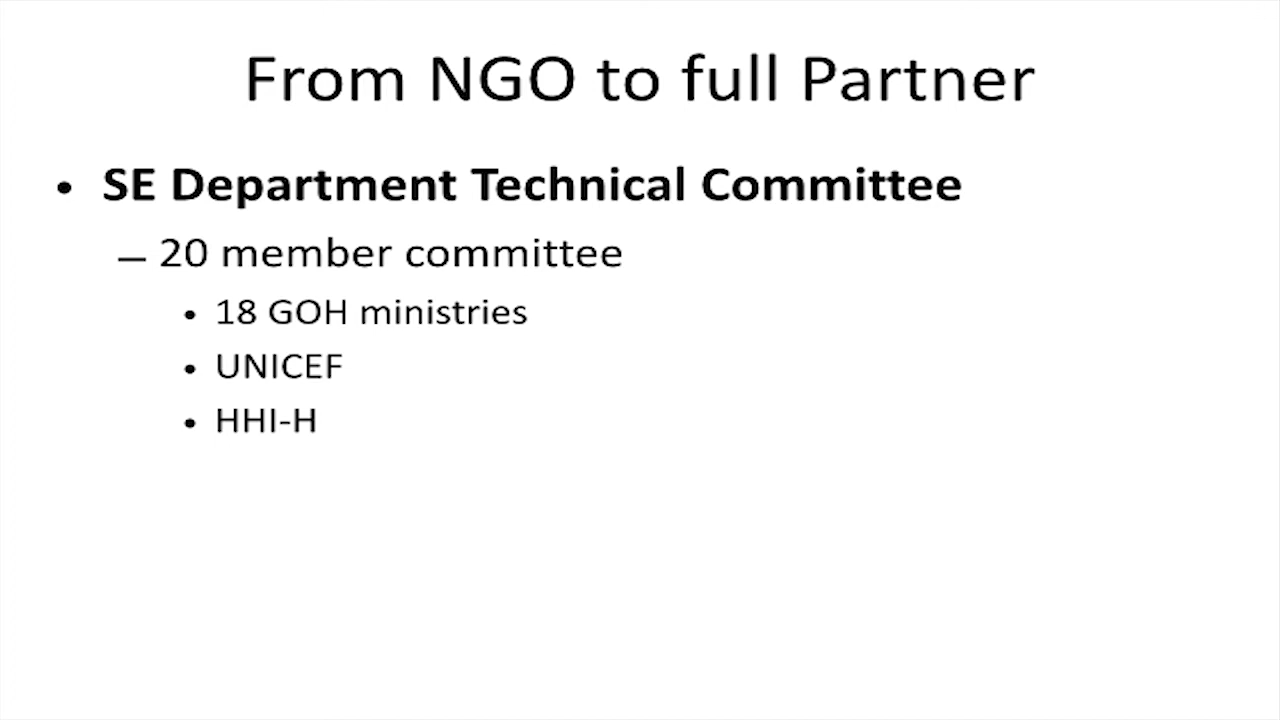 From NGO to full Partner
• SE Department Technical Committee
– 20 member committee
• 18 GOH ministries
• UNICEF
• HHI-H